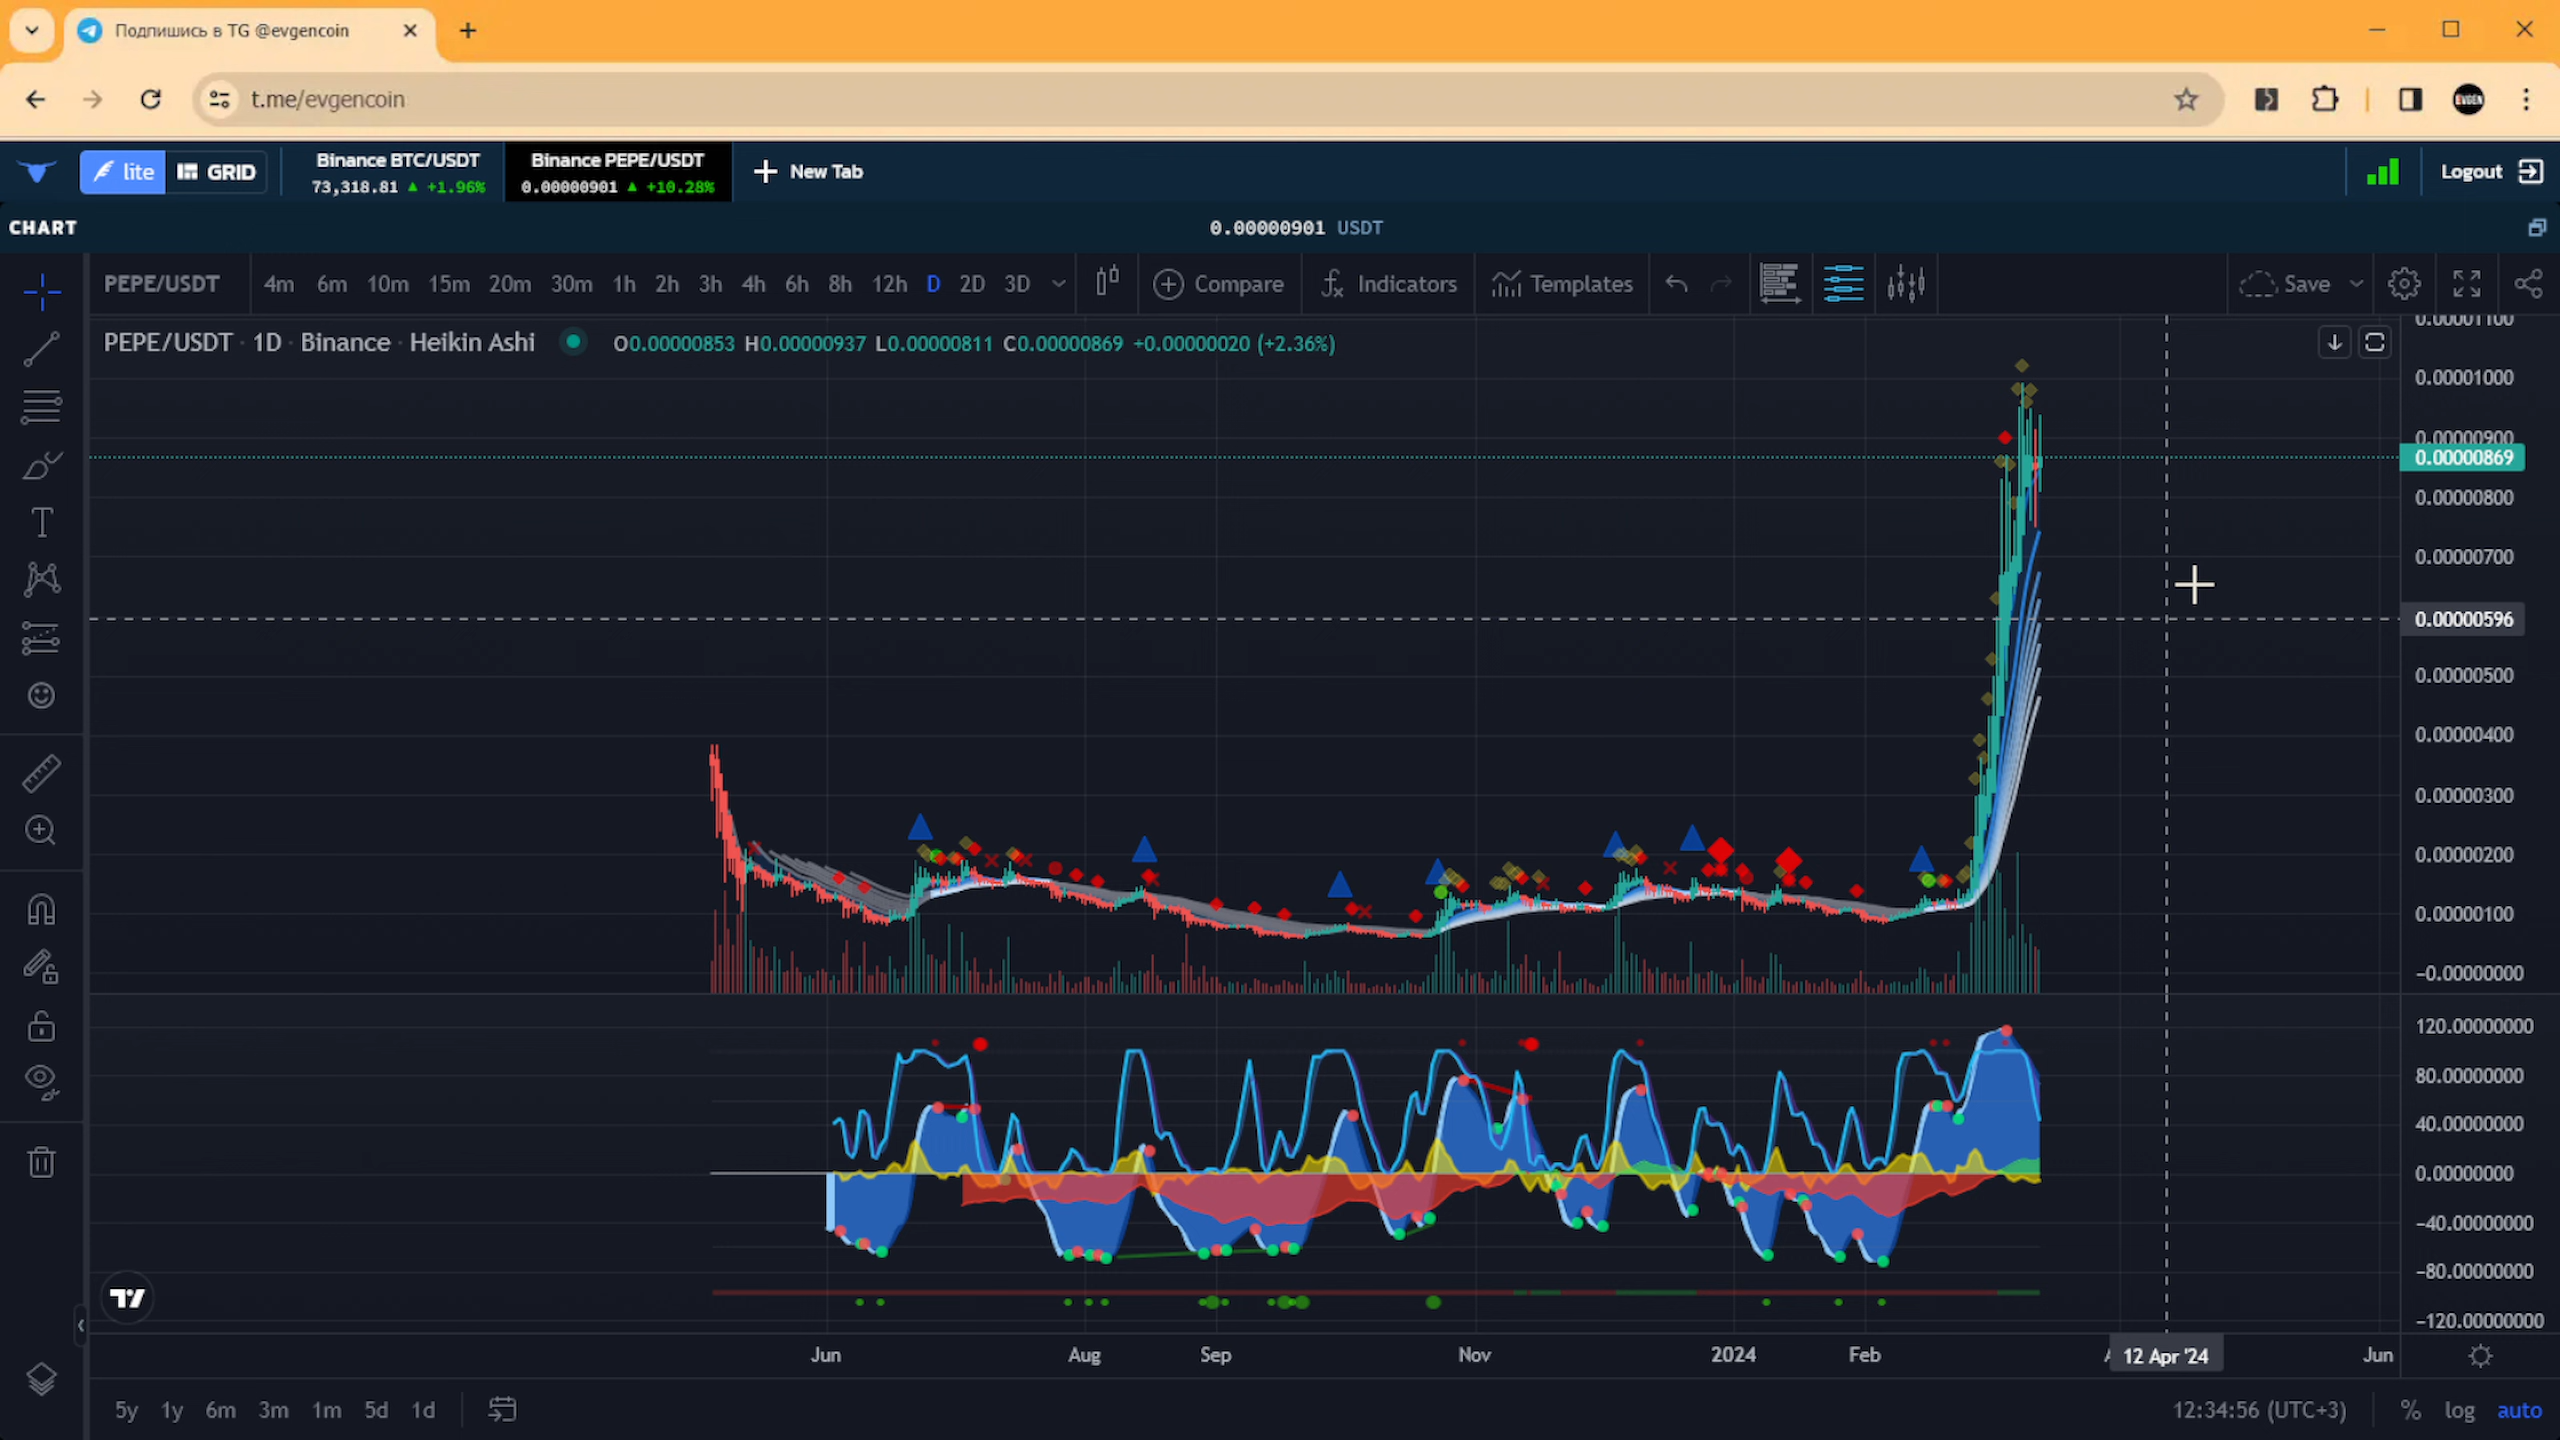 Подпишись в TG @evgencoin
t.me/evgencoin
EVGEN
lite
GRID
Binance BTC/USDT
73,318.81 ▲ +1.96%
Binance PEPE/USDT
0.00000901 ▲ +10.28%
New Tab
Logout
CHART
0.00000901 USDT
PEPE/USDT
4m 6m 10m 15m 20m 30m 1h 2h 3h 4h 6h 8h 12h D 2D 3D
Compare
Indicators
Templates
Save
PEPE/USDT · 1D · Binance · Heikin Ashi
O0.00000853 H0.00000937 L0.00000811 C0.00000869 +0.00000020 (+2.36%)
0.00001100
0.00001000
0.00000900
0.00000869
0.00000800
0.00000700
0.00000596
0.00000500
0.00000400
0.00000300
0.00000200
0.00000100
−0.00000000
120.00000000
80.00000000
40.00000000
0.00000000
−40.00000000
−80.00000000
−120.00000000
Jun Aug Sep Nov 2024 Feb 12 Apr '24 Jun
5y 1y 6m 3m 1m 5d 1d
12:34:56 (UTC+3)
% log auto